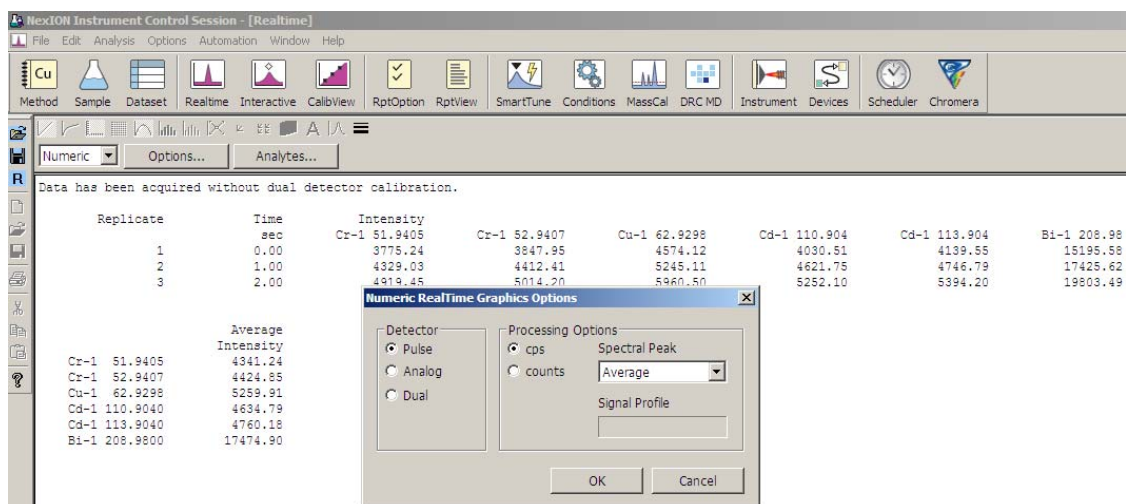 NexION Instrument Control Session - [Realtime]
File Edit Analysis Options Automation Window Help
Cu
Method Sample Dataset Realtime Interactive CalibView RptOption RptView SmartTune Conditions MassCal DRC MD Instrument Devices Scheduler Chromera
A
Numeric Options... Analytes...
R
Data has been acquired without dual detector calibration.
Replicate Time Intensity
sec Cr-1 51.9405 Cr-1 52.9407 Cu-1 62.9298 Cd-1 110.904 Cd-1 113.904 Bi-1 208.98
1 0.00 3775.24 3847.95 4574.12 4030.51 4139.55 15195.58
2 1.00 4329.03 4412.41 5245.11 4621.75 4746.79 17425.62
3 2.00 4919.45 5014.20 5960.50 5252.10 5394.20 19803.49
Numeric RealTime Graphics Options
Detector Processing Options
Pulse cps Spectral Peak
Analog counts Average
Dual Signal Profile
OK Cancel
Average
Intensity
Cr-1 51.9405 4341.24
Cr-1 52.9407 4424.85
Cu-1 62.9298 5259.91
Cd-1 110.9040 4634.79
Cd-1 113.9040 4760.18
Bi-1 208.9800 17474.90